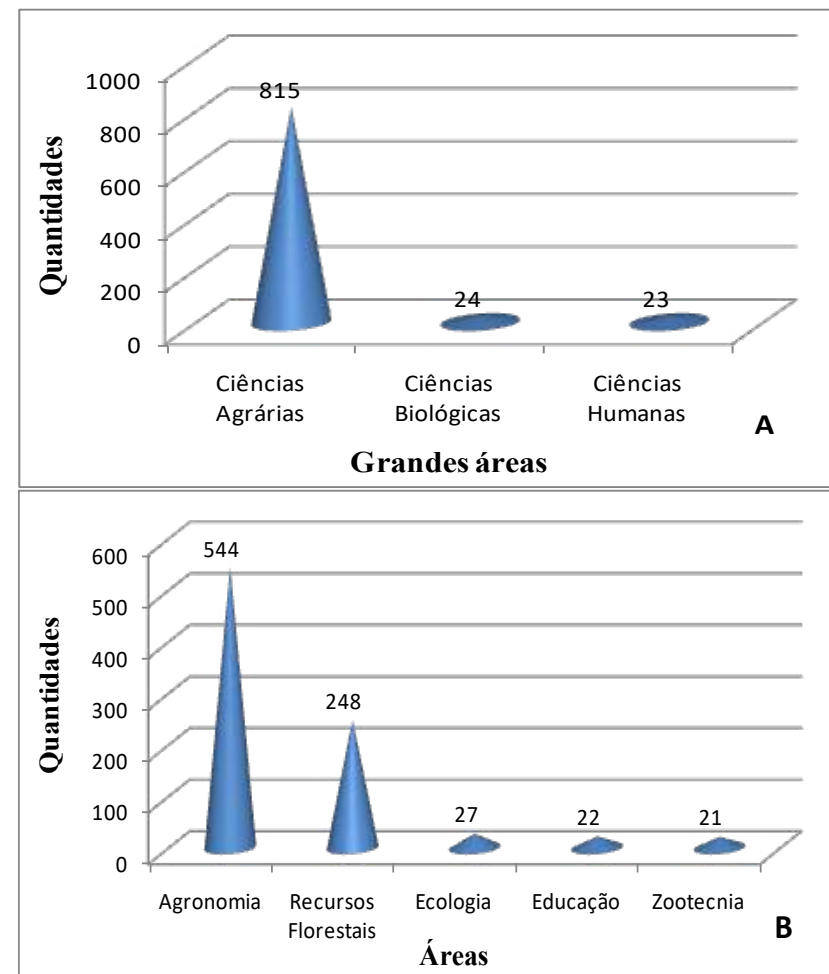 Quantidades
1000
800
600
400
200
0
815
24
23
Ciências
Agrárias
Ciências
Biológicas
Ciências
Humanas
A
Grandes áreas
Quantidades
600
500
400
300
200
100
0
544
248
27
22
21
Agronomia
Recursos
Florestais
Ecologia
Educação
Zootecnia
B
Áreas